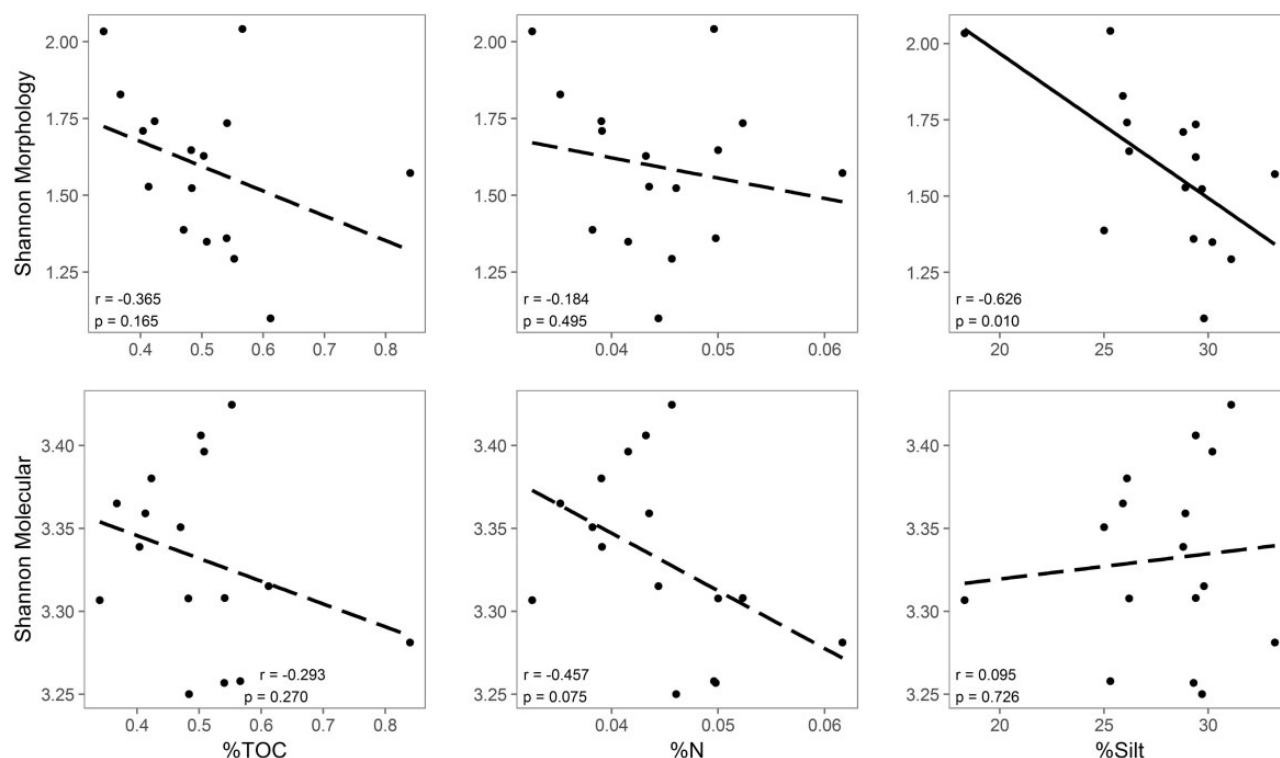 Shannon Morphology
2.00
1.75
1.50
1.25
r = -0.365
p = 0.165
0.4 0.5 0.6 0.7 0.8
2.00
1.75
1.50
1.25
r = -0.184
p = 0.495
0.04 0.05 0.06
2.00
1.75
1.50
1.25
r = -0.626
p = 0.010
20 25 30
Shannon Molecular
3.40
3.35
3.30
3.25
r = -0.293
p = 0.270
0.4 0.5 0.6 0.7 0.8
%TOC
3.40
3.35
3.30
3.25
r = -0.457
p = 0.075
0.04 0.05 0.06
%N
3.40
3.35
3.30
3.25
r = 0.095
p = 0.726
20 25 30
%Silt